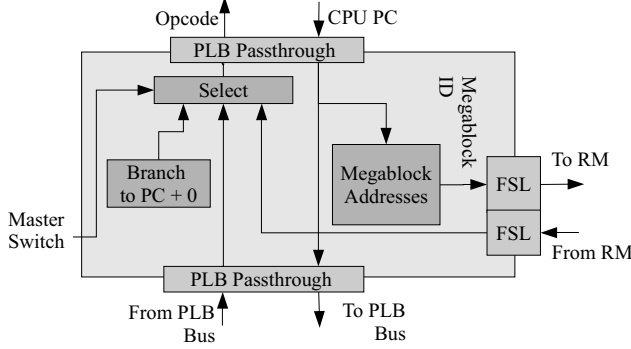 Opcode
CPU PC
PLB Passthrough
Select
Megablock
ID
Branch
to PC + 0
Megablock
Addresses
To RM
FSL
Master
Switch
FSL
From RM
PLB Passthrough
From PLB
Bus
To PLB
Bus